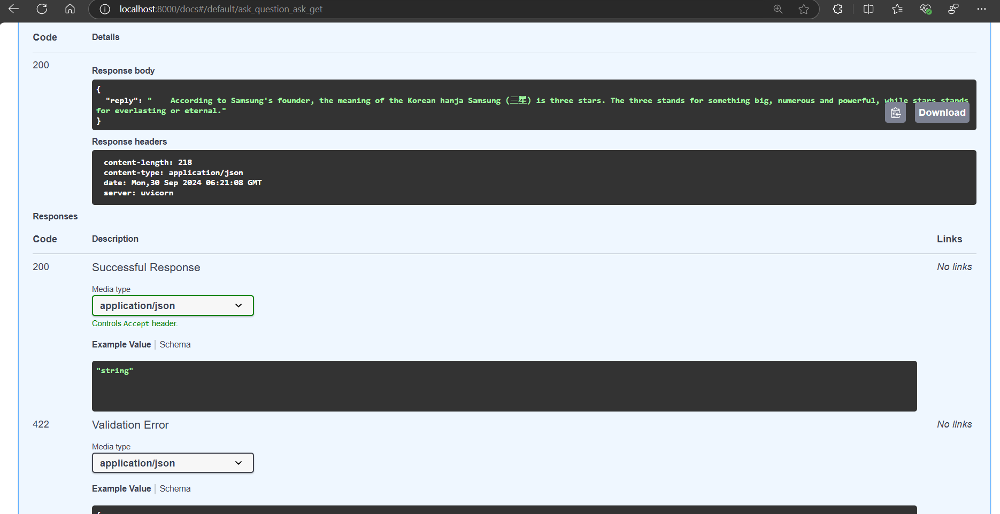 localhost:8000/docs#/default/ask_question_ask_get
Code Details
200
Response body
{
"reply": "    According to Samsung's founder, the meaning of the Korean hanja Samsung (三星) is three stars. The three stands for something big, numerous and powerful, while stars stands
for everlasting or eternal."
}
Download
Response headers
content-length: 218
content-type: application/json
date: Mon,30 Sep 2024 06:21:08 GMT
server: uvicorn
Responses
Code Description Links
200 Successful Response No links
Media type
application/json
Controls Accept header.
Example Value Schema
"string"
422 Validation Error No links
Media type
application/json
Example Value Schema
{